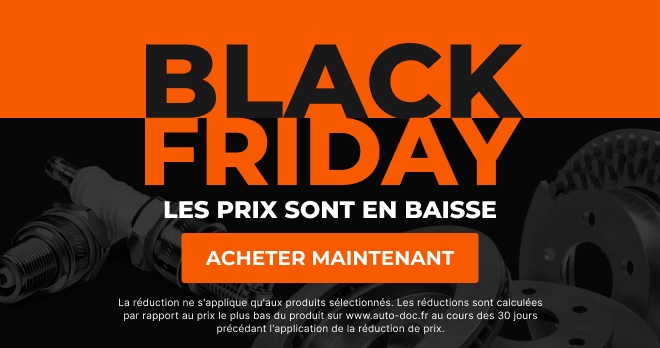 BLACK
FRIDAY
LES PRIX SONT EN BAISSE
ACHETER MAINTENANT
La réduction ne s'applique qu'aux produits sélectionnés. Les réductions sont calculées
par rapport au prix le plus bas du produit sur www.auto-doc.fr au cours des 30 jours
précédant l'application de la réduction de prix.